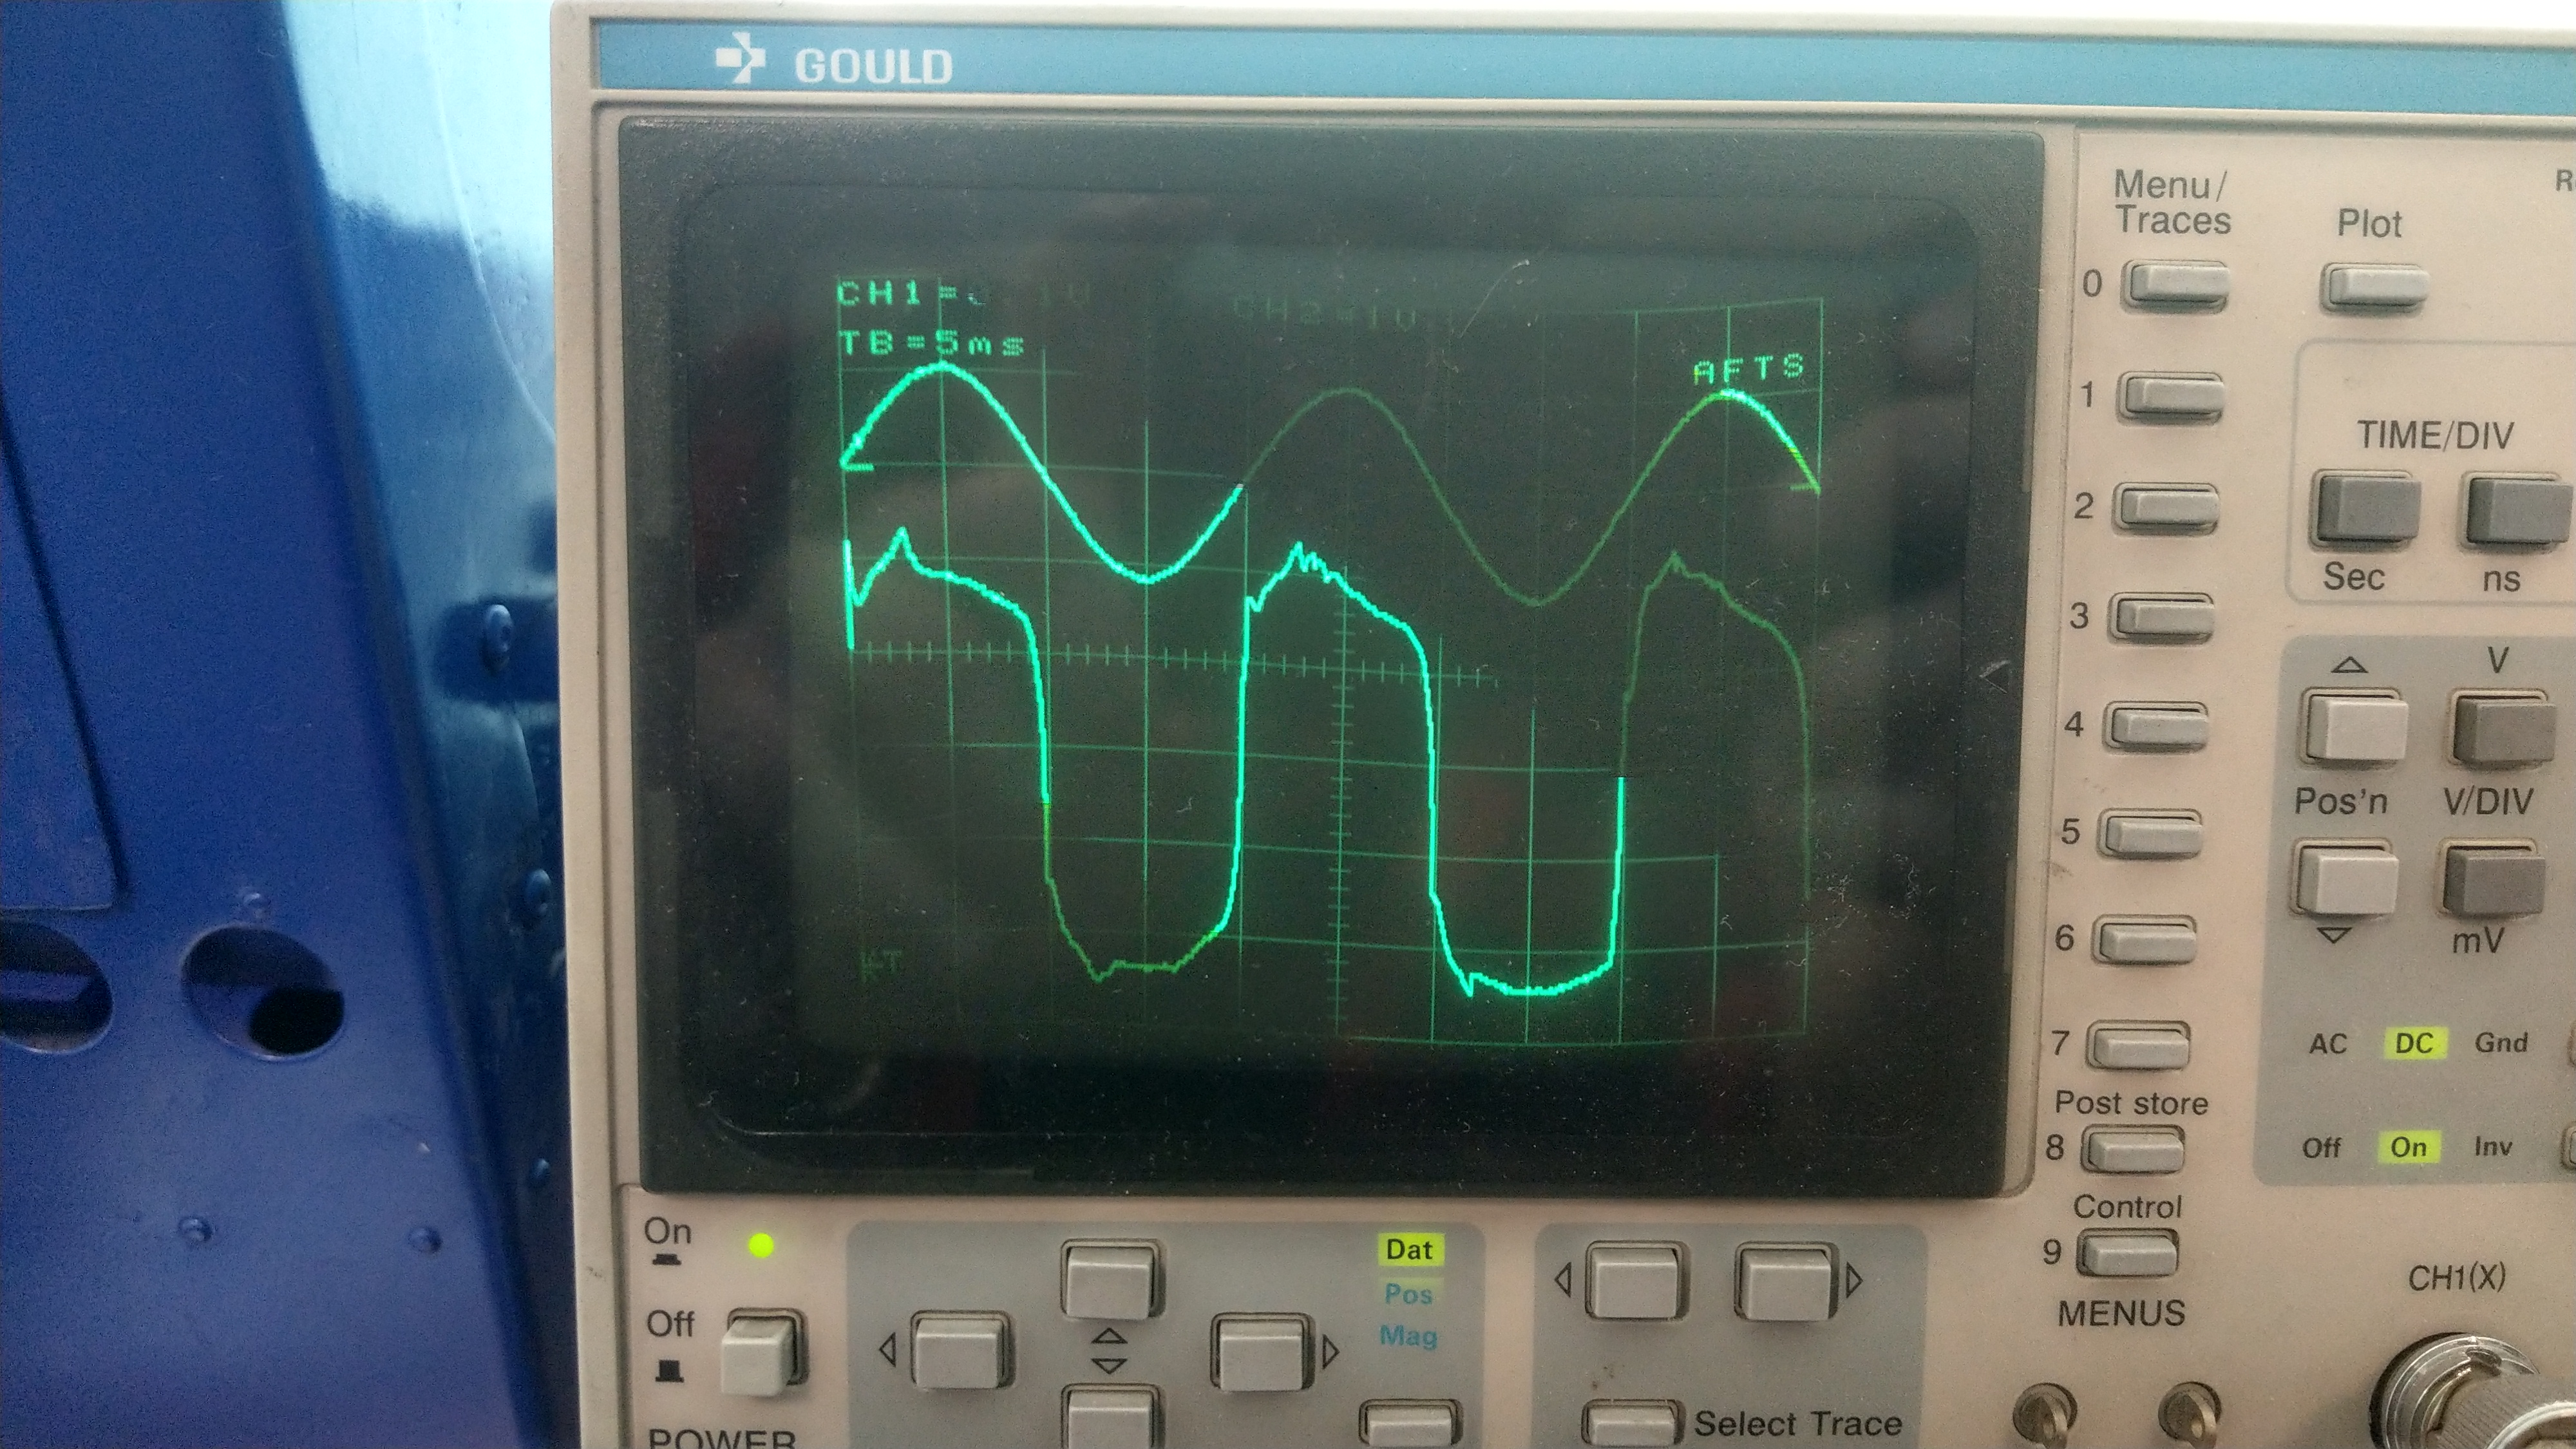 GOULD
CH1=
CH2=1V
TB=5ms
AFTS
Menu/
Traces
Plot
0
1
2
3
4
5
6
7
Post store
8
Control
9
MENUS
TIME/DIV
Sec ns
V
Pos'n V/DIV
mV
AC DC Gnd
Off On Inv
CH1(X)
On
Off
POWER
Dat
Pos
Mag
Select Trace